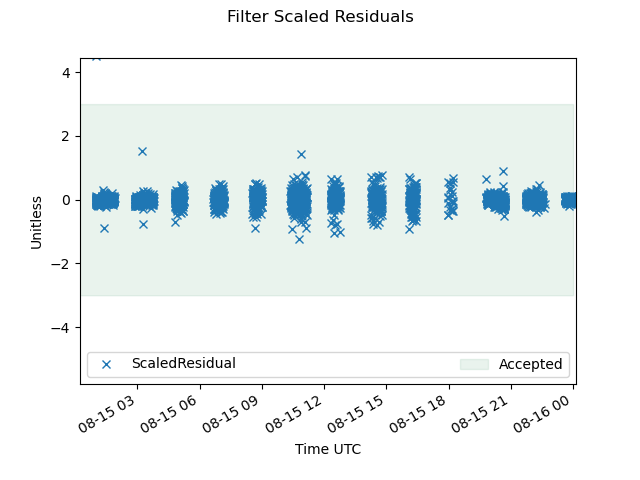 Filter Scaled Residuals
Unitless
4
2
0
−2
−4
ScaledResidual
Accepted
08-15 03
08-15 06
08-15 09
08-15 12
08-15 15
08-15 18
08-15 21
08-16 00
Time UTC